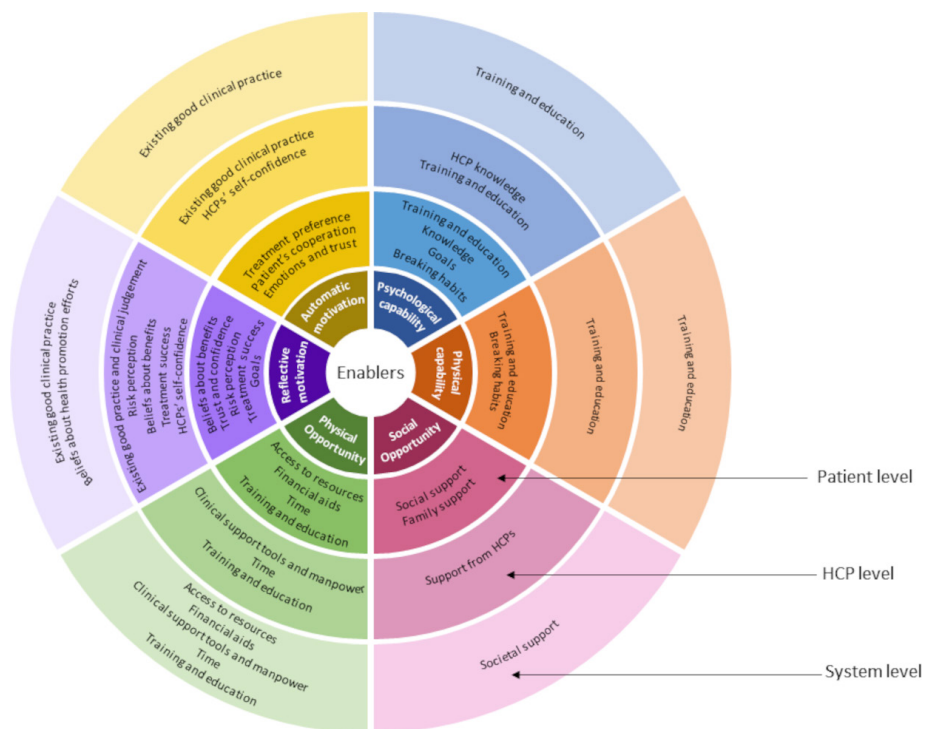 Enablers
Psychological
capability
Training and education
Knowledge
Goals
Breaking habits
HCP knowledge
Training and education
Training and education
Physical
capability
Training and education
Breaking habits
Training and education
Training and education
Social
Opportunity
Social support
Family support
Support from HCPs
Societal support
Physical
Opportunity
Access to resources
Financial aids
Time
Training and education
Clinical support tools and manpower
Time
Training and education
Access to resources
Financial aids
Clinical support tools and manpower
Time
Training and education
Reflective
motivation
Beliefs about benefits
Trust and confidence
Risk perception
Treatment success
Goals
Existing good practice and clinical judgement
Risk perception
Beliefs about benefits
Treatment success
HCPs' self-confidence
Existing good clinical practice
Beliefs about health promotion efforts
Automatic
motivation
Treatment preference
Patient's cooperation
Emotions and trust
Existing good clinical practice
HCPs' self-confidence
Existing good clinical practice
Patient level
HCP level
System level